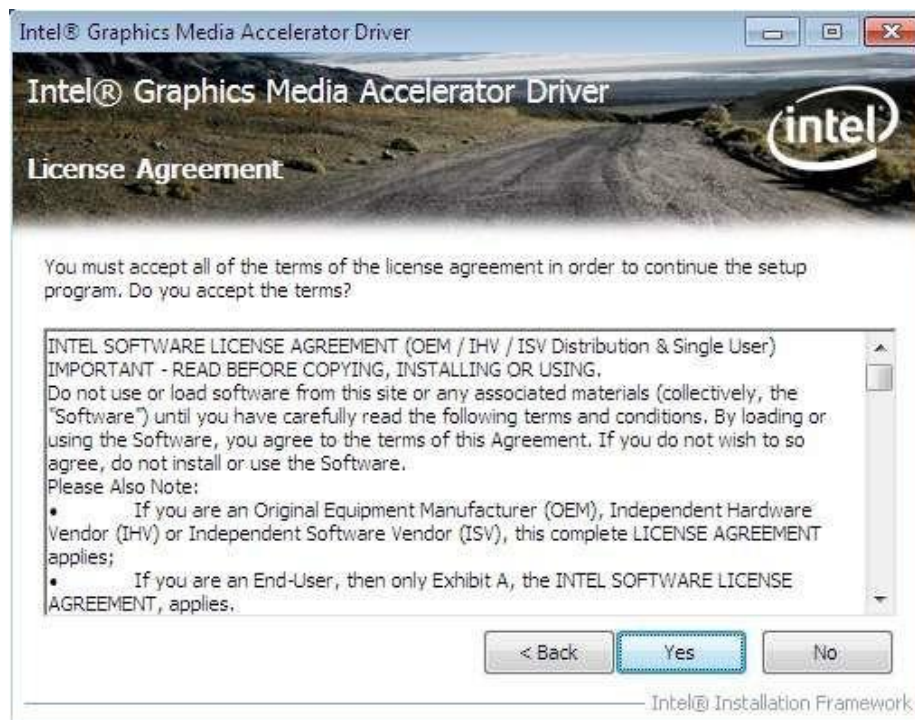 Intel® Graphics Media Accelerator Driver
Intel® Graphics Media Accelerator Driver
intel
License Agreement
You must accept all of the terms of the license agreement in order to continue the setup
program. Do you accept the terms?
INTEL SOFTWARE LICENSE AGREEMENT (OEM / IHV / ISV Distribution & Single User)
IMPORTANT - READ BEFORE COPYING, INSTALLING OR USING.
Do not use or load software from this site or any associated materials (collectively, the
"Software") until you have carefully read the following terms and conditions. By loading or
using the Software, you agree to the terms of this Agreement. If you do not wish to so
agree, do not install or use the Software.
Please Also Note:
• If you are an Original Equipment Manufacturer (OEM), Independent Hardware
Vendor (IHV) or Independent Software Vendor (ISV), this complete LICENSE AGREEMENT
applies;
• If you are an End-User, then only Exhibit A, the INTEL SOFTWARE LICENSE
AGREEMENT, applies.
< Back Yes No
Intel® Installation Framework